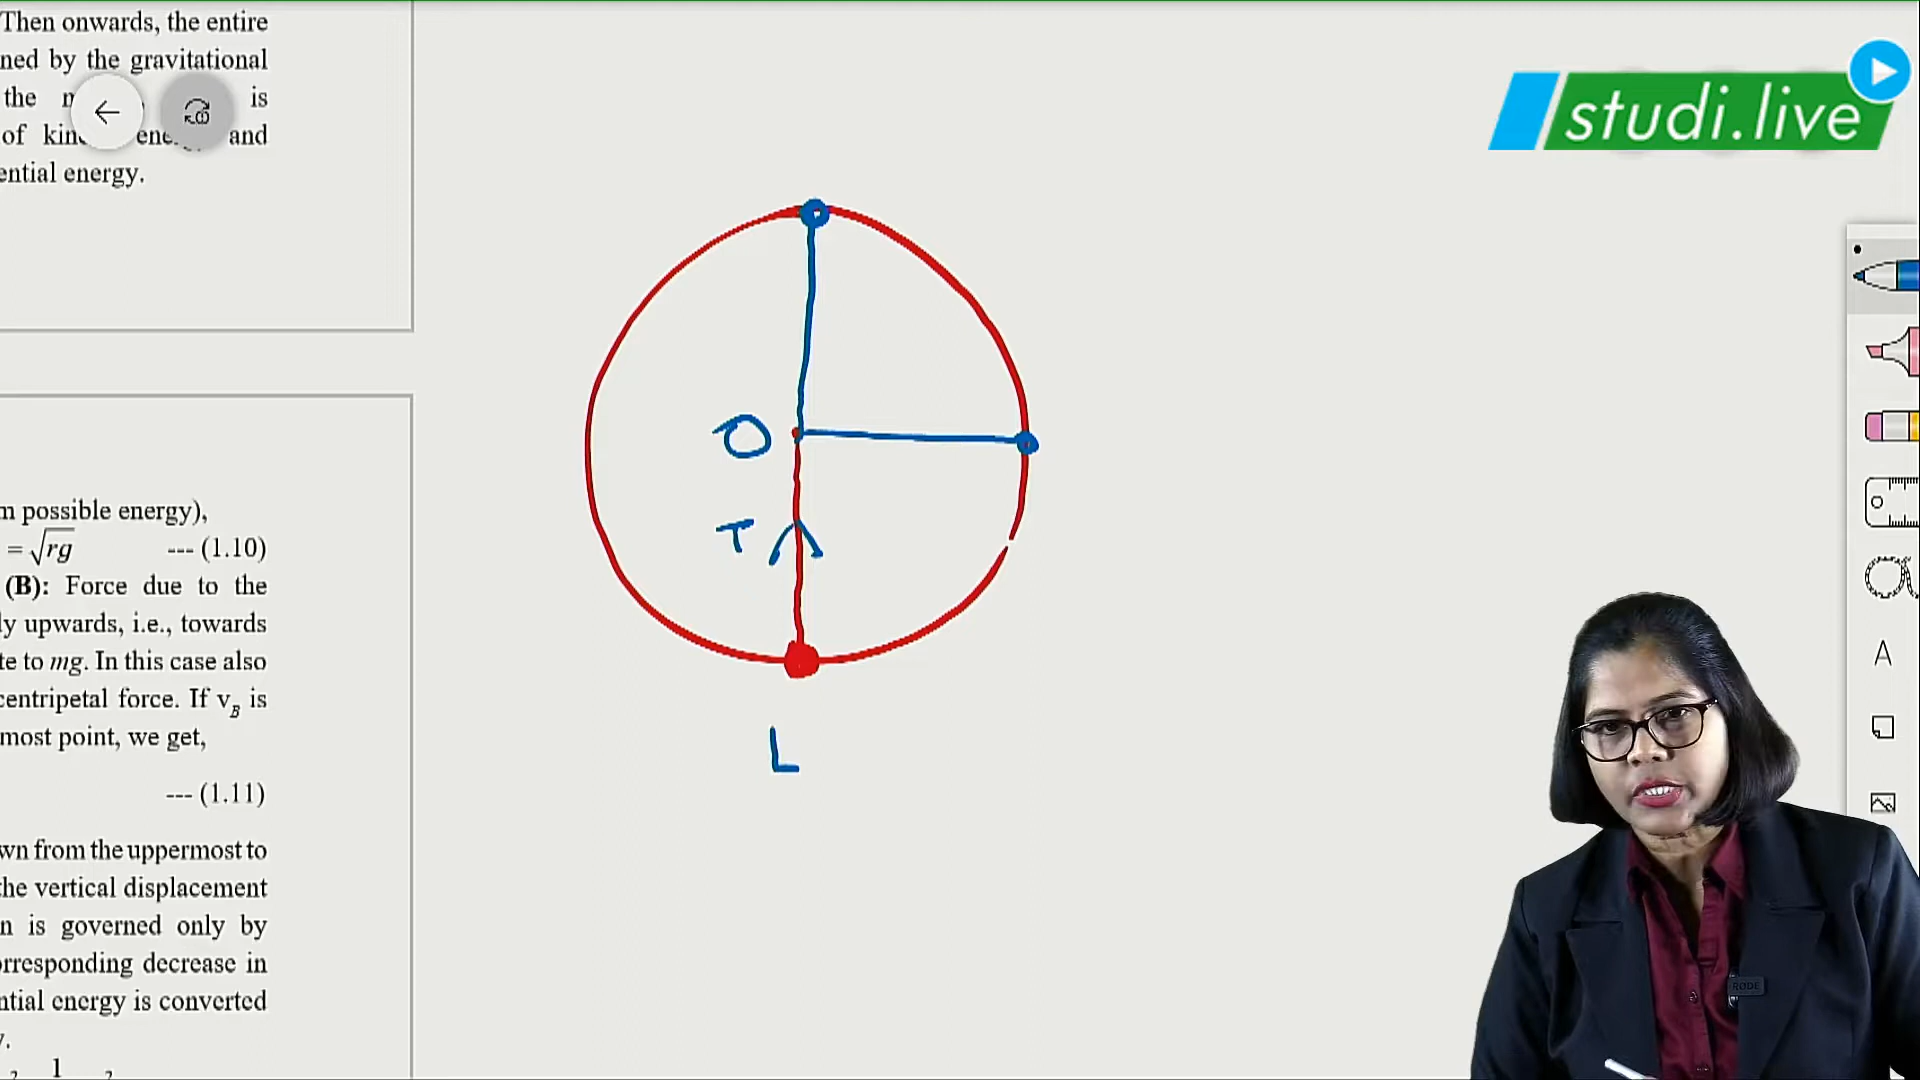 Then onwards, the entire
ned by the gravitational
the is
of and
ential energy.
studi.live
m possible energy),
= √rg --- (1.10)
(B): Force due to the
ly upwards, i.e., towards
te to mg. In this case also
centripetal force. If v_B is
most point, we get,
--- (1.11)
wn from the uppermost to
the vertical displacement
n is governed only by
orresponding decrease in
ntial energy is converted
y.
O
T
L
A
RODE